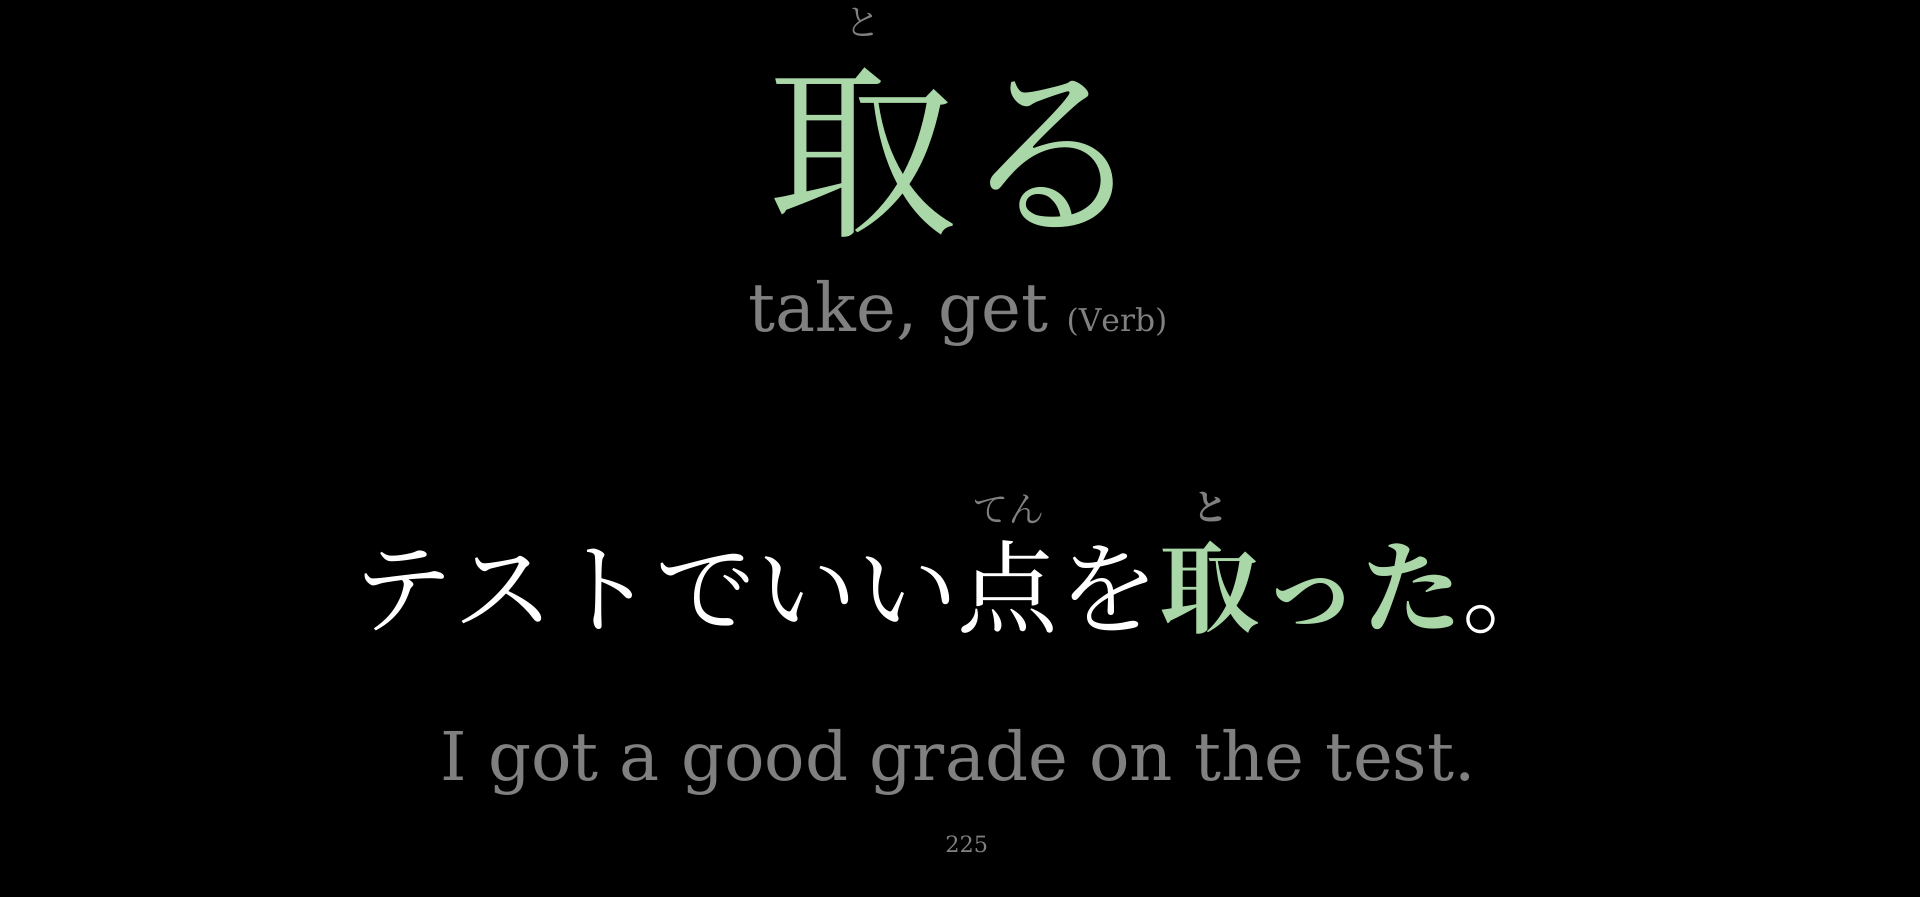 と
取る
take, get (Verb)
てん と
テストでいい点を取った。
I got a good grade on the test.
225